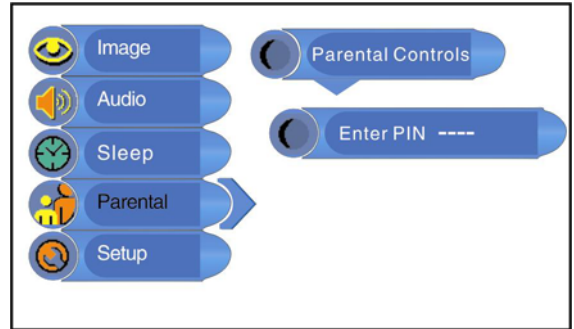 Image
Audio
Sleep
Parental
Setup
Parental Controls
Enter PIN ----